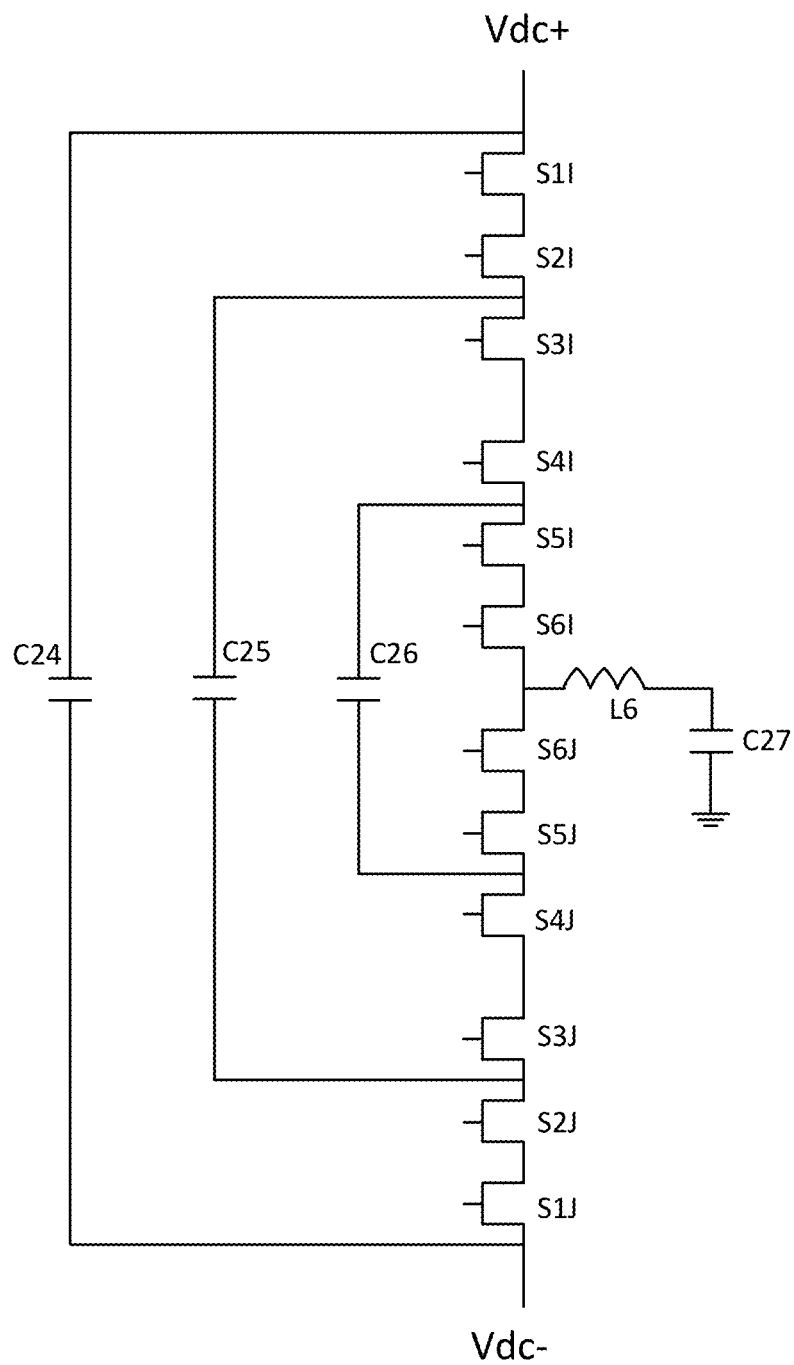 Vdc+
S1I
S2I
S3I
S4I
S5I
S6I
C24
C25
C26
L6
C27
S6J
S5J
S4J
S3J
S2J
S1J
Vdc-